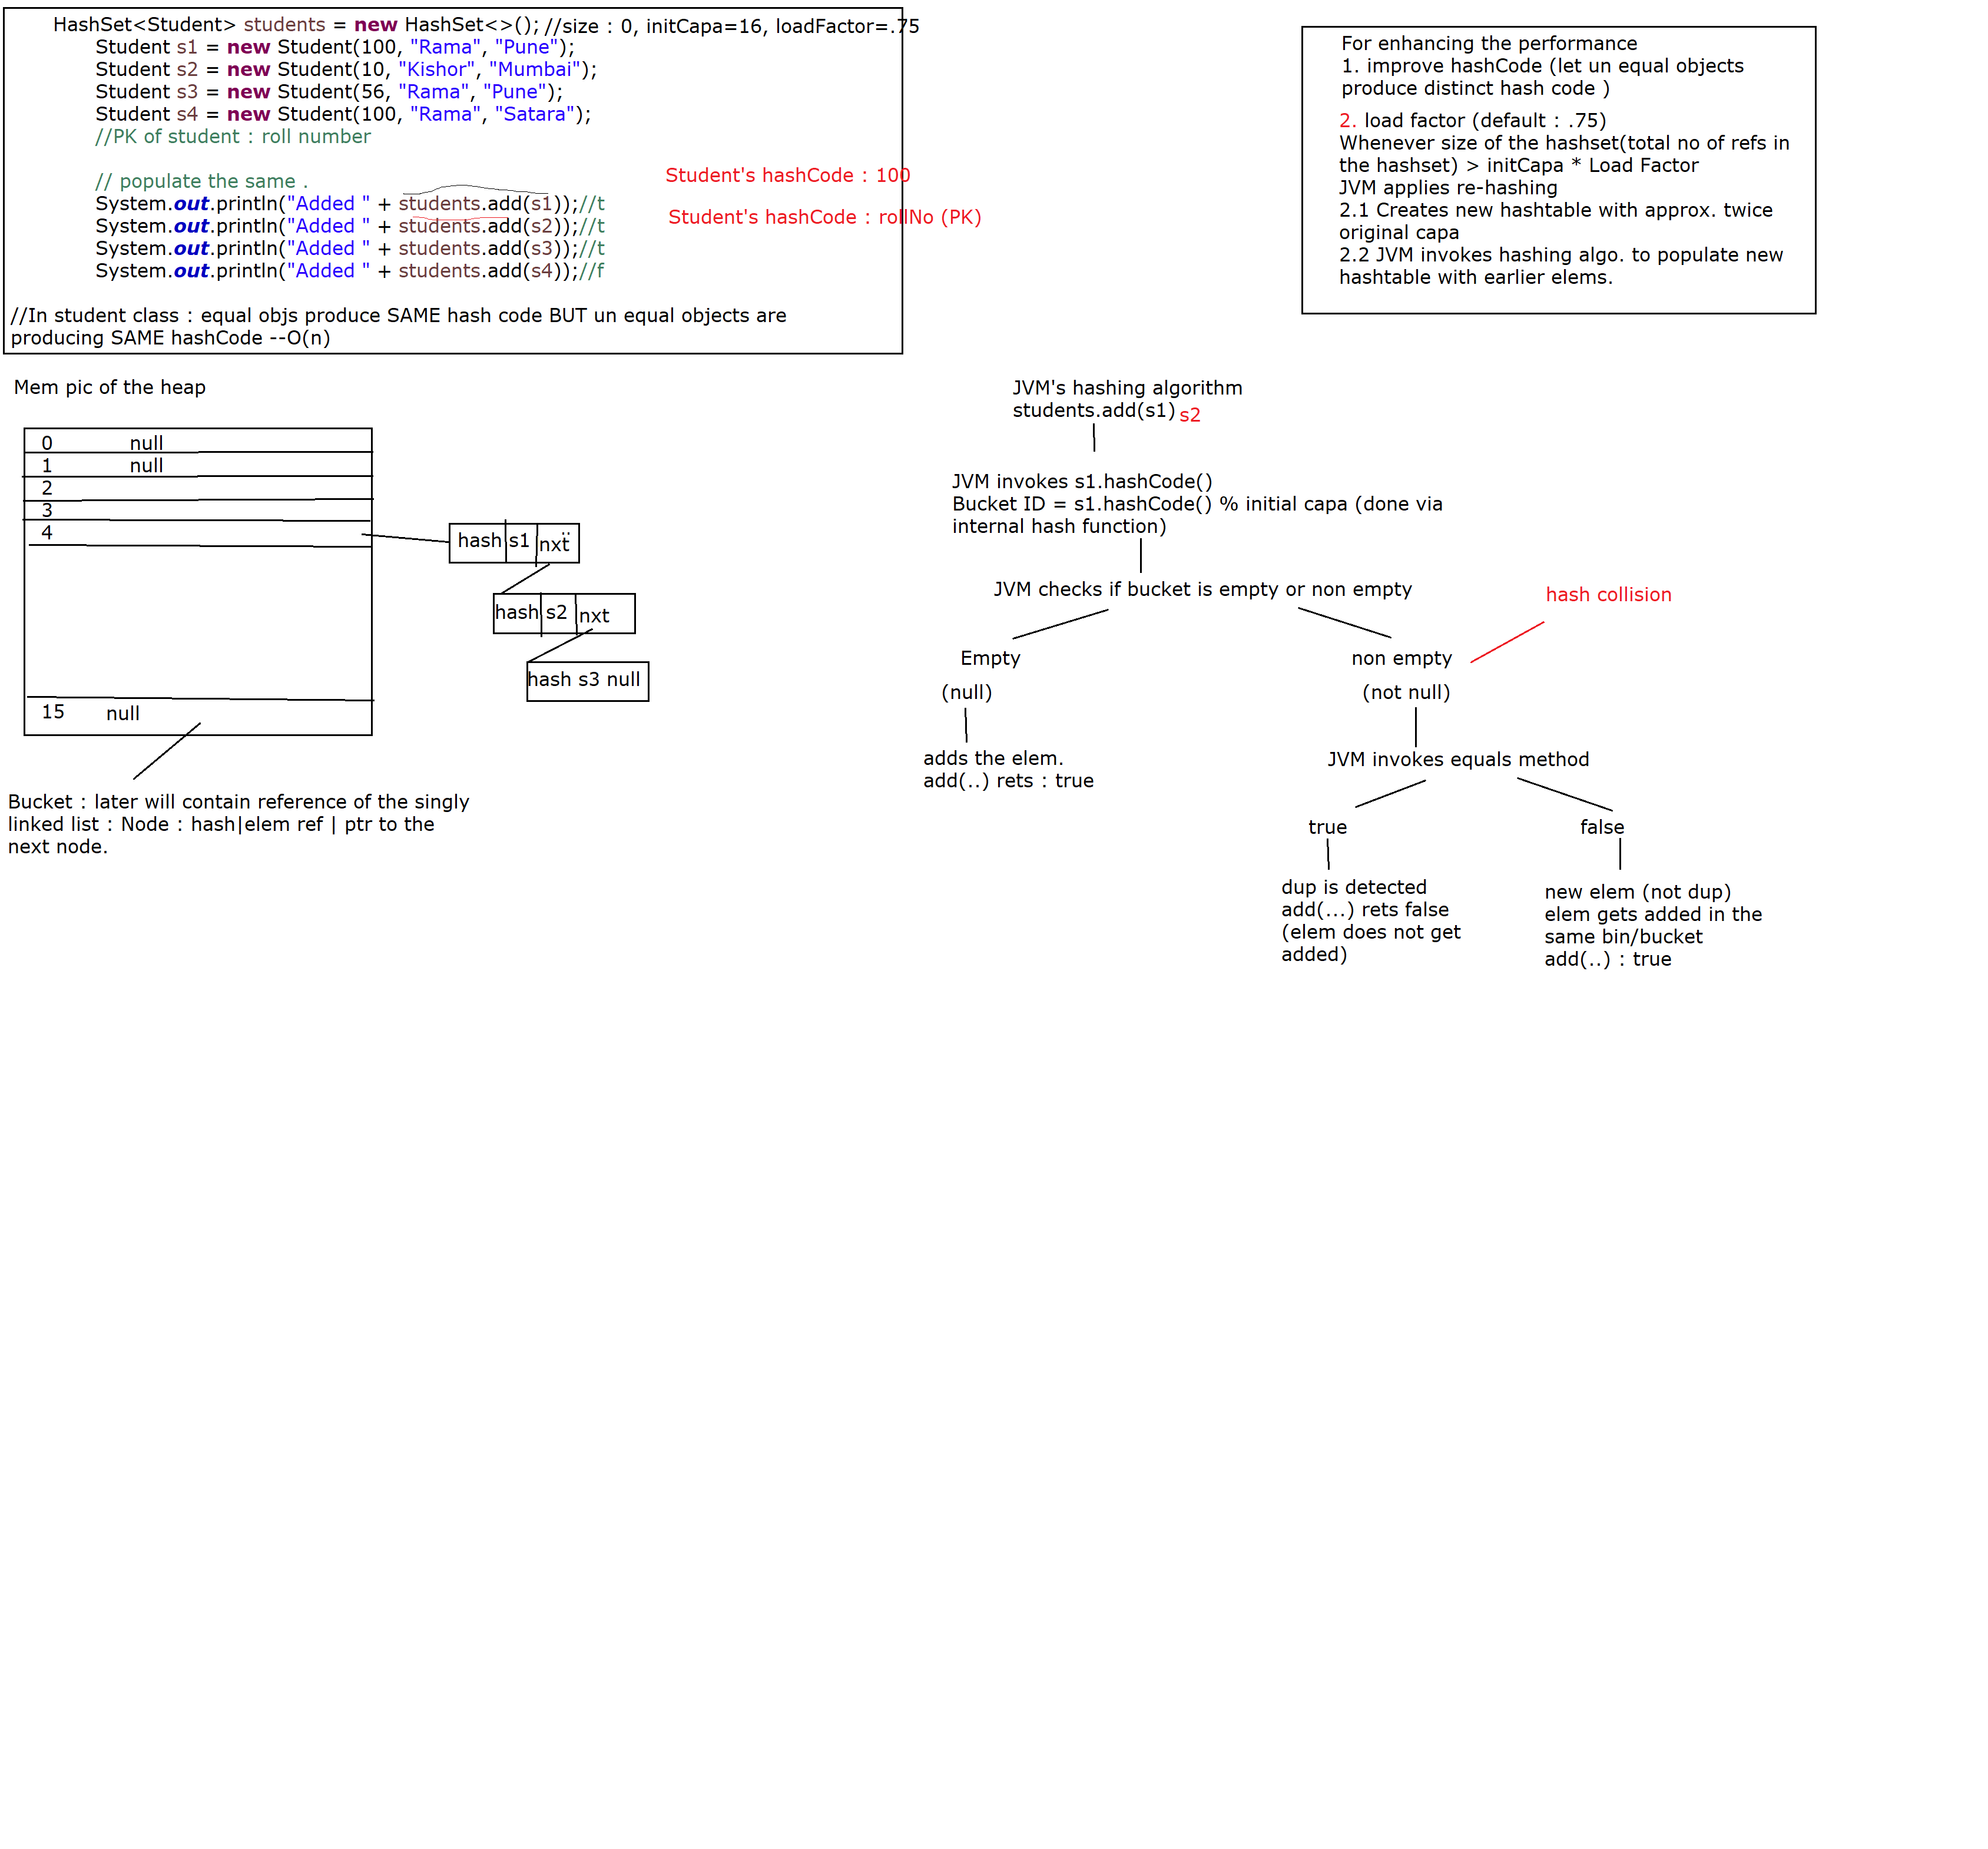 HashSet<Student> students = new HashSet<>(); //size : 0, initCapa=16, loadFactor=.75
Student s1 = new Student(100, "Rama", "Pune");
Student s2 = new Student(10, "Kishor", "Mumbai");
Student s3 = new Student(56, "Rama", "Pune");
Student s4 = new Student(100, "Rama", "Satara");
//PK of student : roll number
// populate the same .
System.out.println("Added " + students.add(s1));//t
System.out.println("Added " + students.add(s2));//t
System.out.println("Added " + students.add(s3));//t
System.out.println("Added " + students.add(s4));//f
//In student class : equal objs produce SAME hash code BUT un equal objects are
producing SAME hashCode --O(n)
Student's hashCode : 100
Student's hashCode : rollNo (PK)
For enhancing the performance
1. improve hashCode (let un equal objects
produce distinct hash code )
2. load factor (default : .75)
Whenever size of the hashset(total no of refs in
the hashset) > initCapa * Load Factor
JVM applies re-hashing
2.1 Creates new hashtable with approx. twice
original capa
2.2 JVM invokes hashing algo. to populate new
hashtable with earlier elems.
Mem pic of the heap
0 null
1 null
2
3
4
15 null
hash s1 nxt
hash s2 nxt
hash s3 null
Bucket : later will contain reference of the singly
linked list : Node : hash|elem ref | ptr to the
next node.
JVM's hashing algorithm
students.add(s1) s2
JVM invokes s1.hashCode()
Bucket ID = s1.hashCode() % initial capa (done via
internal hash function)
JVM checks if bucket is empty or non empty
hash collision
Empty
(null)
adds the elem.
add(..) rets : true
non empty
(not null)
JVM invokes equals method
true
dup is detected
add(...) rets false
(elem does not get
added)
false
new elem (not dup)
elem gets added in the
same bin/bucket
add(..) : true